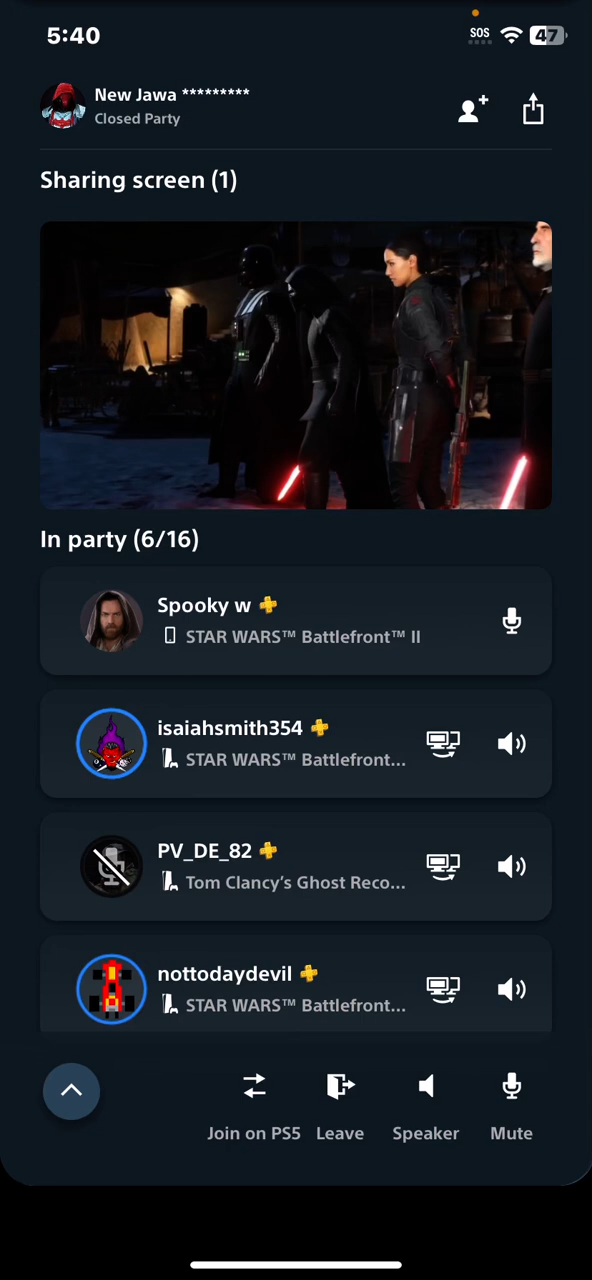 5:40
SOS
47
New Jawa *********
Closed Party
Sharing screen (1)
In party (6/16)
Spooky w
STAR WARS™ Battlefront™ II
isaiahsmith354
STAR WARS™ Battlefront...
PV_DE_82
Tom Clancy's Ghost Reco...
nottodaydevil
STAR WARS™ Battlefront...
Join on PS5
Leave
Speaker
Mute